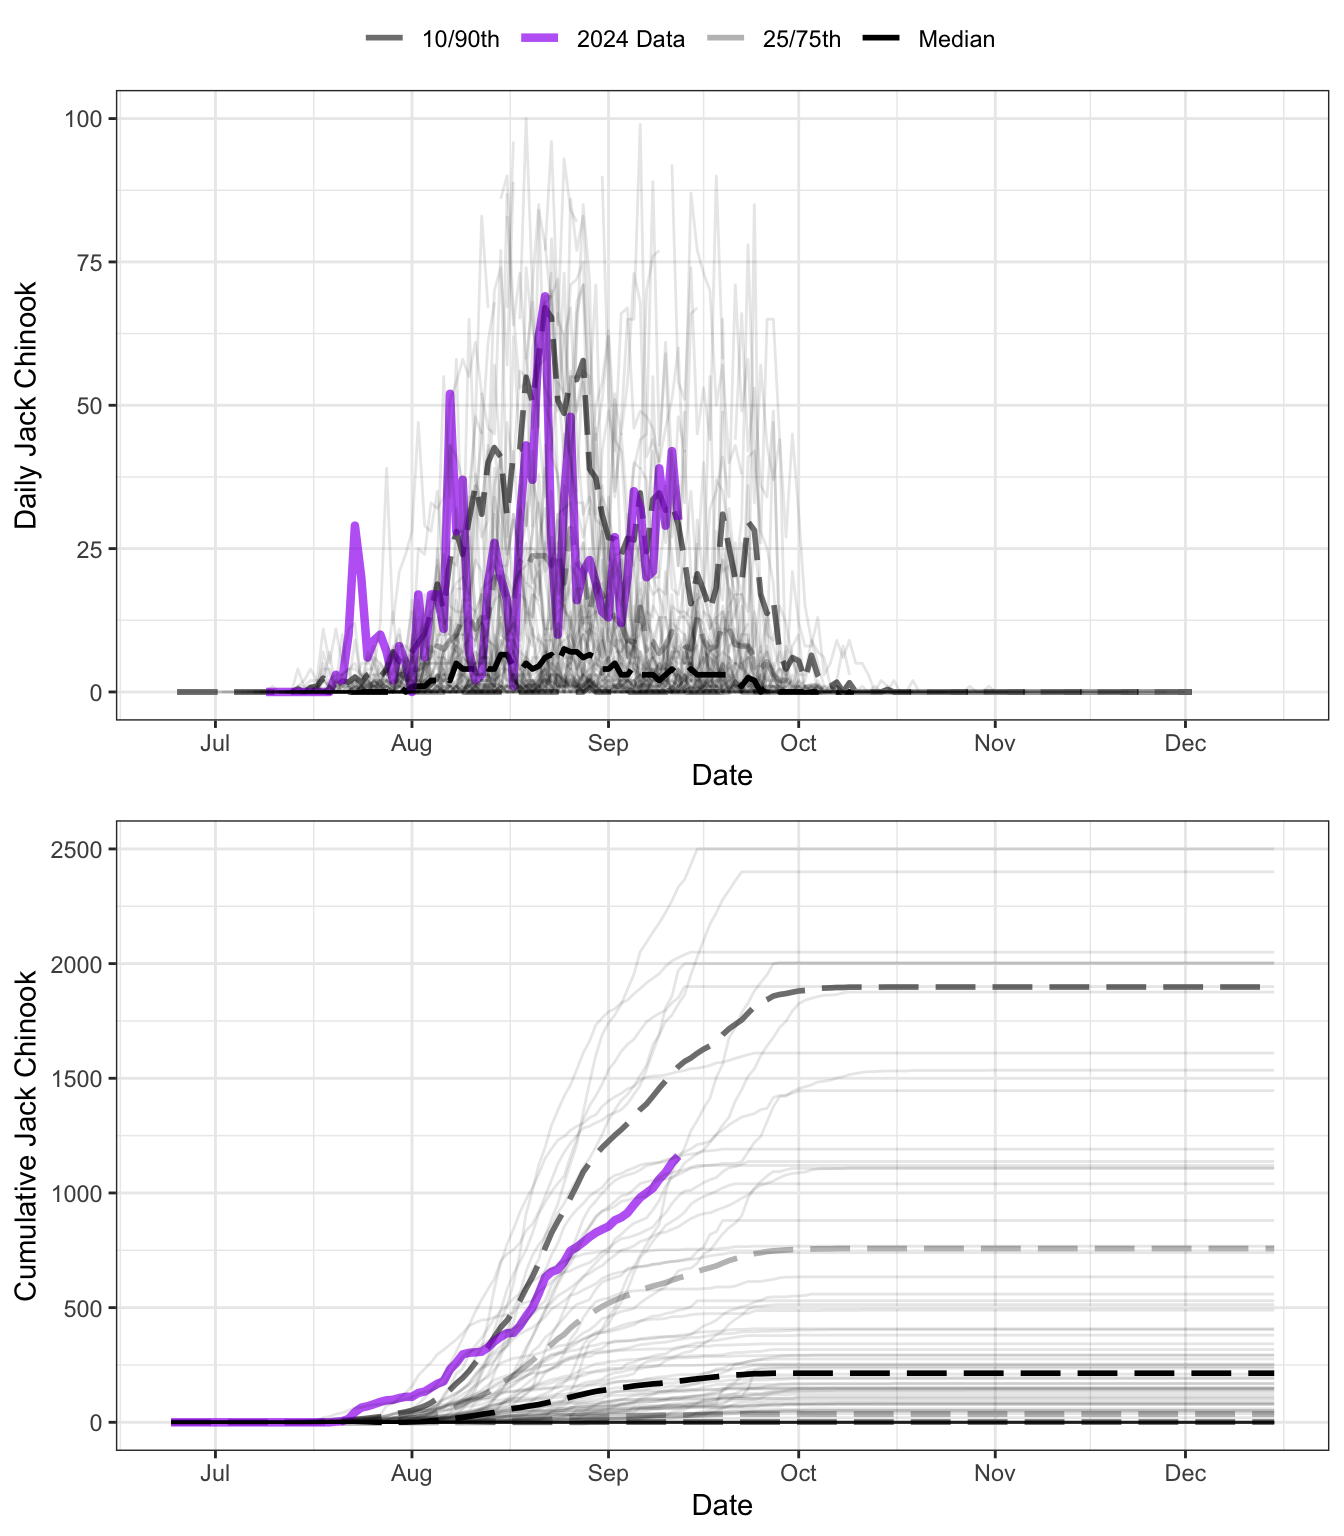 10/90th 2024 Data 25/75th Median
100
75
50
25
0
Daily Jack Chinook
Jul Aug Sep Oct Nov Dec
Date
2500
2000
1500
1000
500
0
Cumulative Jack Chinook
Jul Aug Sep Oct Nov Dec
Date